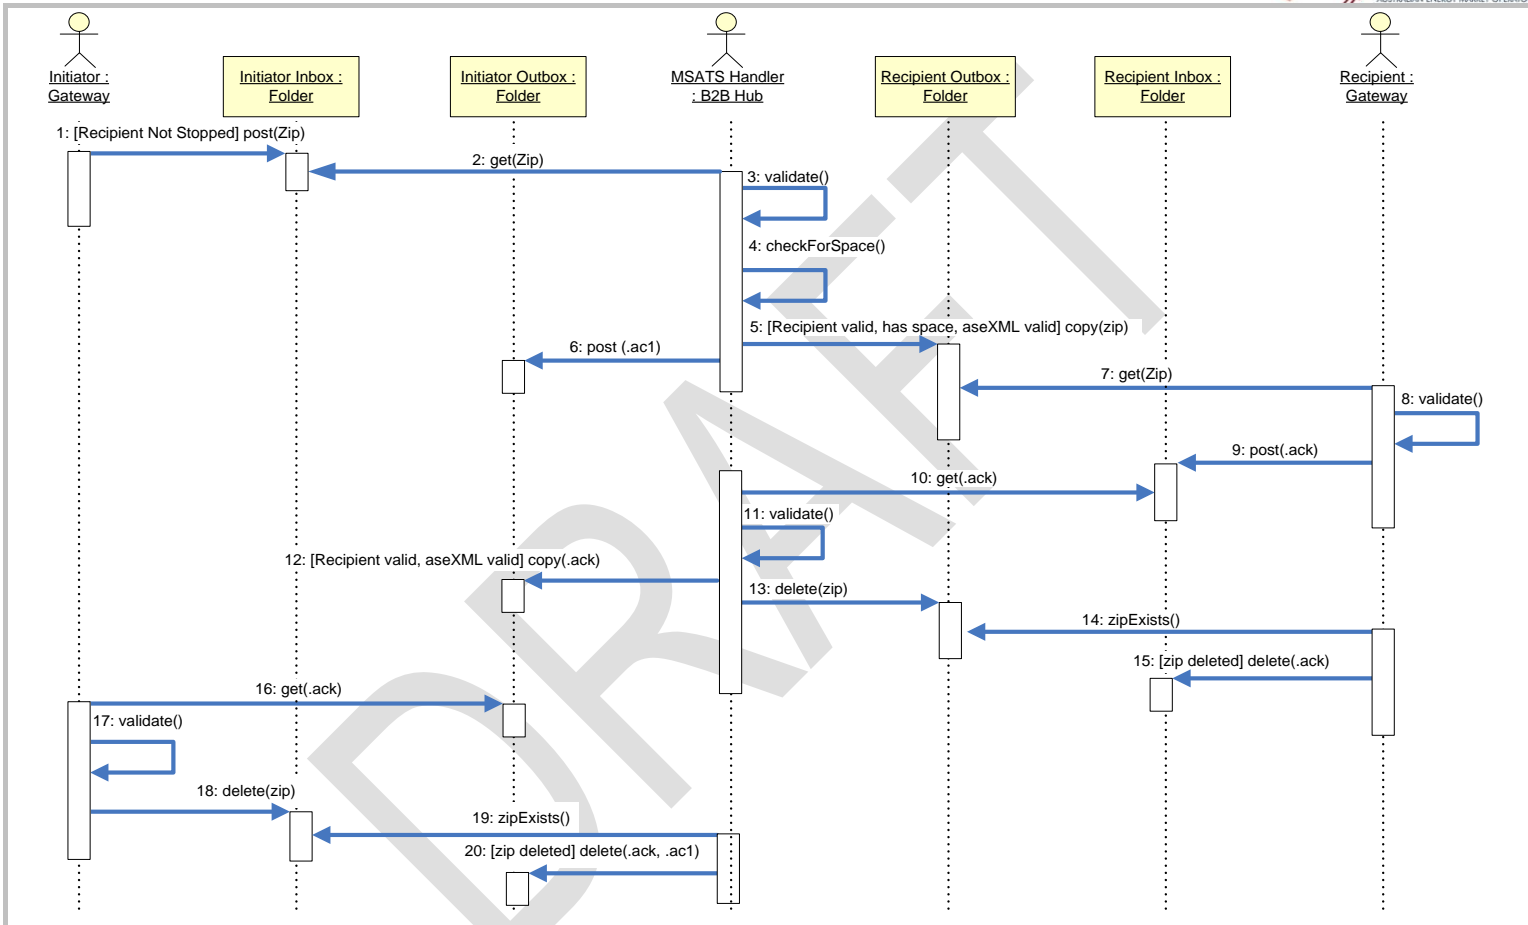 AUSTRALIAN ENERGY MARKET OPERATOR
Initiator :
Gateway
Initiator Inbox :
Folder
Initiator Outbox :
Folder
MSATS Handler
: B2B Hub
Recipient Outbox :
Folder
Recipient Inbox :
Folder
Recipient :
Gateway
1: [Recipient Not Stopped] post(Zip)
2: get(Zip)
3: validate()
4: checkForSpace()
5: [Recipient valid, has space, aseXML valid] copy(zip)
6: post (.ac1)
7: get(Zip)
8: validate()
9: post(.ack)
10: get(.ack)
11: validate()
12: [Recipient valid, aseXML valid] copy(.ack)
13: delete(zip)
14: zipExists()
15: [zip deleted] delete(.ack)
16: get(.ack)
17: validate()
18: delete(zip)
19: zipExists()
20: [zip deleted] delete(.ack, .ac1)
DRAFT